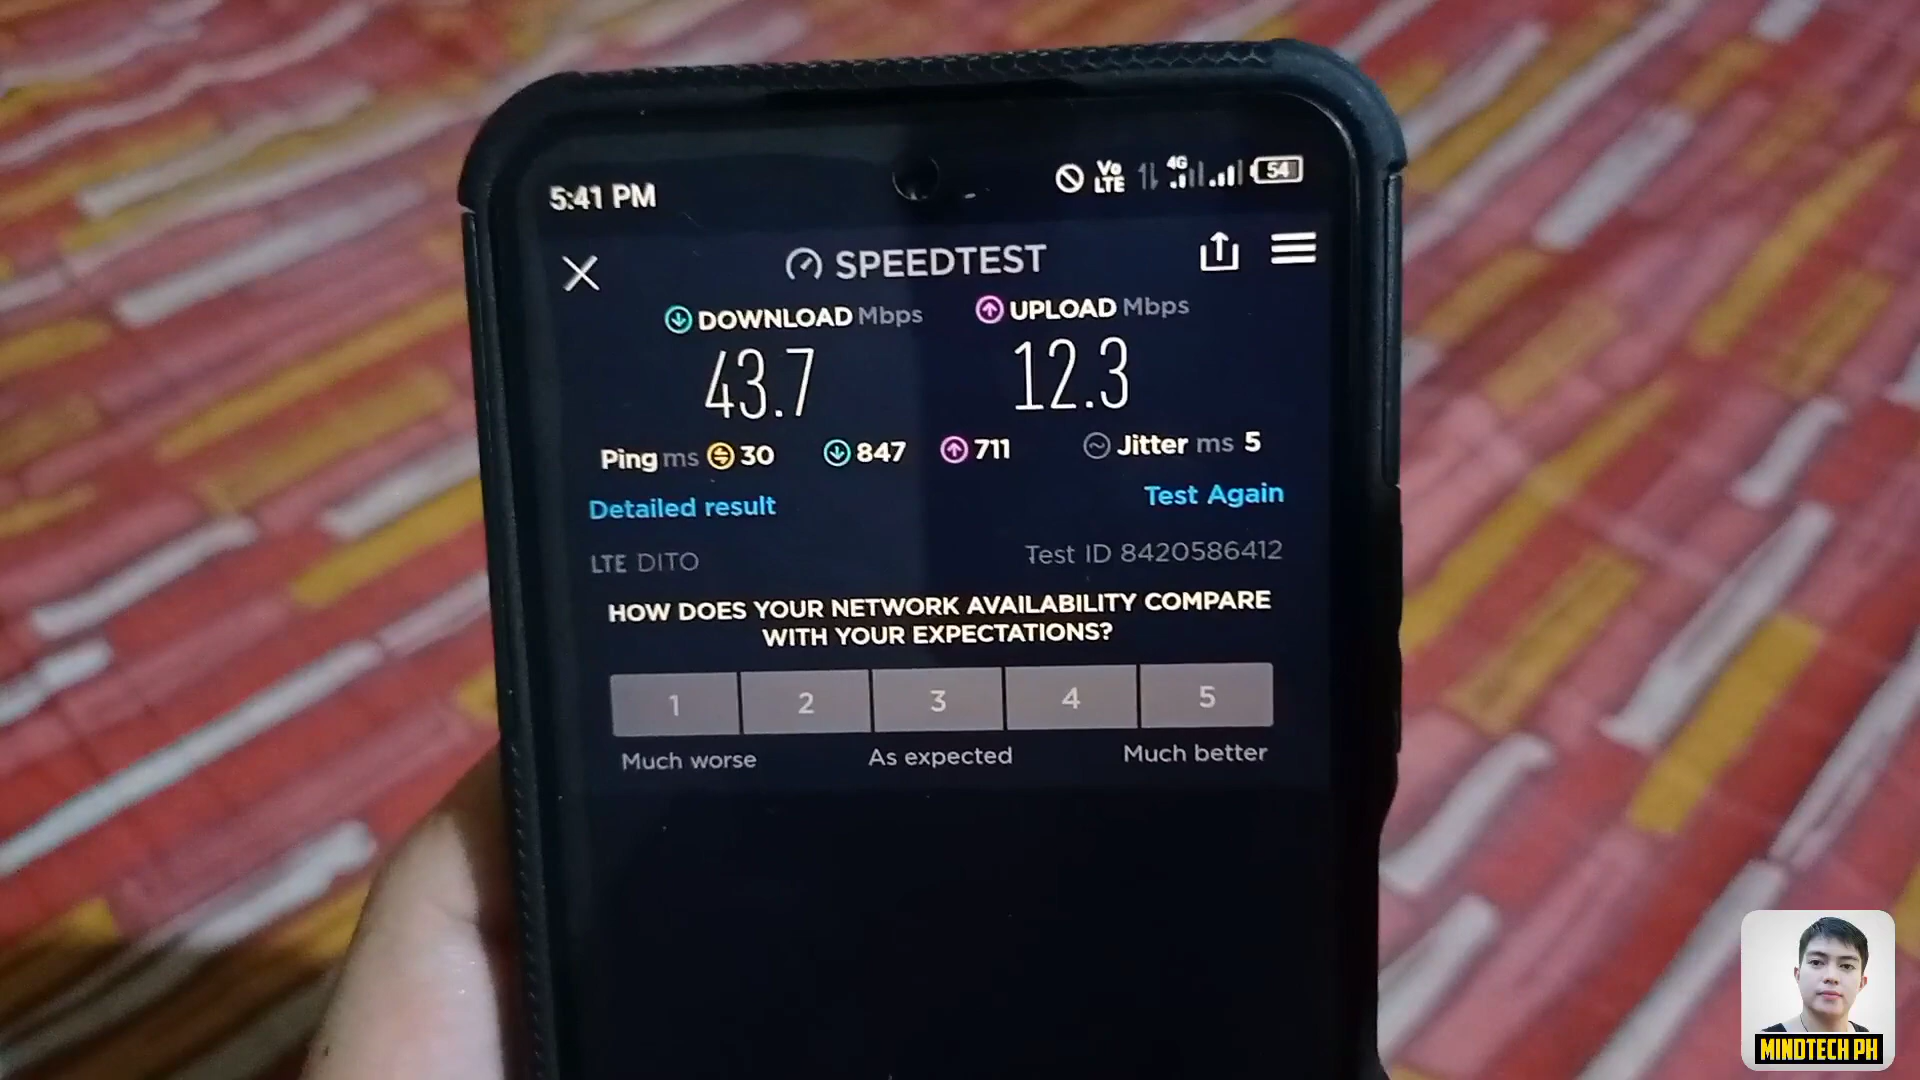 5:41 PM
Vo
LTE
4G
54
SPEEDTEST
DOWNLOAD Mbps
UPLOAD Mbps
43.7
12.3
Ping ms 30
847
711
Jitter ms 5
Detailed result
Test Again
LTE DITO
Test ID 8420586412
HOW DOES YOUR NETWORK AVAILABILITY COMPARE
WITH YOUR EXPECTATIONS?
1
2
3
4
5
Much worse
As expected
Much better
MINDTECH PH